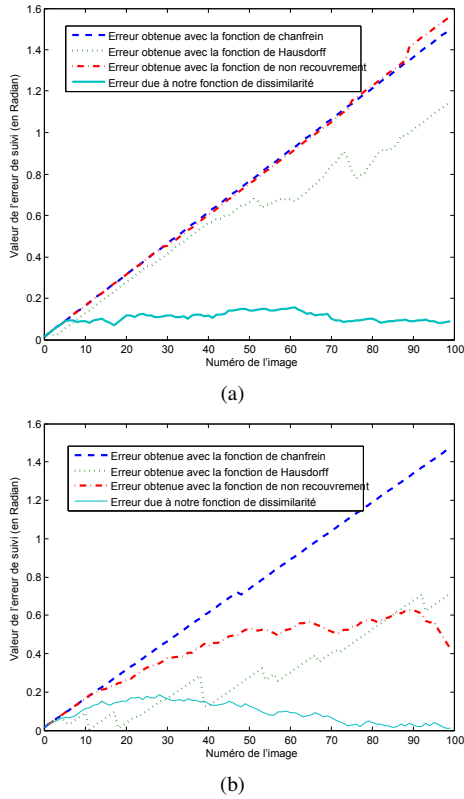 1.6
1.4
1.2
1
0.8
0.6
0.4
0.2
0
Valeur de l'erreur de suivi (en Radian)
Erreur obtenue avec la fonction de chanfrein
Erreur obtenue avec la fonction de Hausdorff
Erreur obtenue avec la fonction de non recouvrement
Erreur due à notre fonction de dissimilarité
0 10 20 30 40 50 60 70 80 90 100
Numéro de l'image
(a)
1.6
1.4
1.2
1
0.8
0.6
0.4
0.2
0
Valeur de l'erreur de suivi (en Radian)
Erreur obtenue avec la fonction de chanfrein
Erreur obtenue avec la fonction de Hausdorff
Erreur obtenue avec la fonction de non recouvrement
Erreur due à notre fonction de dissimilarité
0 10 20 30 40 50 60 70 80 90 100
Numéro de l'image
(b)